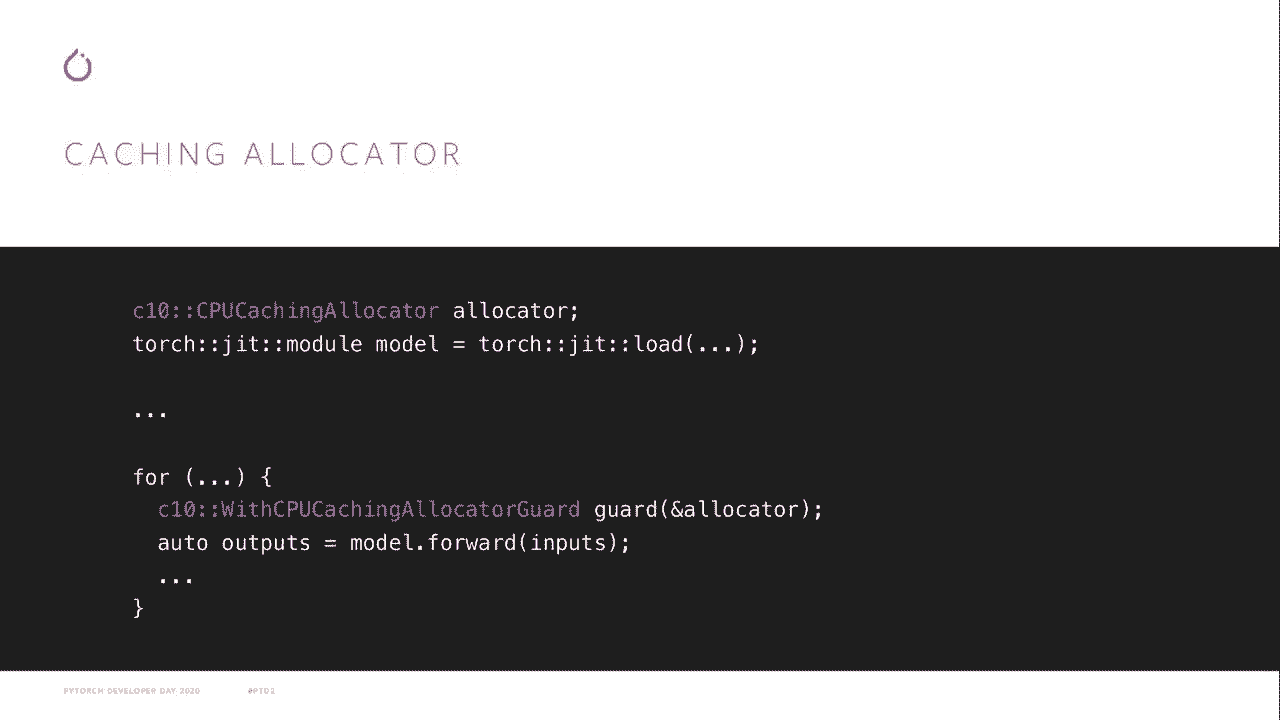 CACHING ALLOCATOR
c10::CPUCachingAllocator allocator;
torch::jit::module model = torch::jit::load(...);
...
for (...) {
c10::WithCPUCachingAllocatorGuard guard(&allocator);
auto outputs = model.forward(inputs);
...
}
PYTORCH DEVELOPER DAY 2020 #PTD2